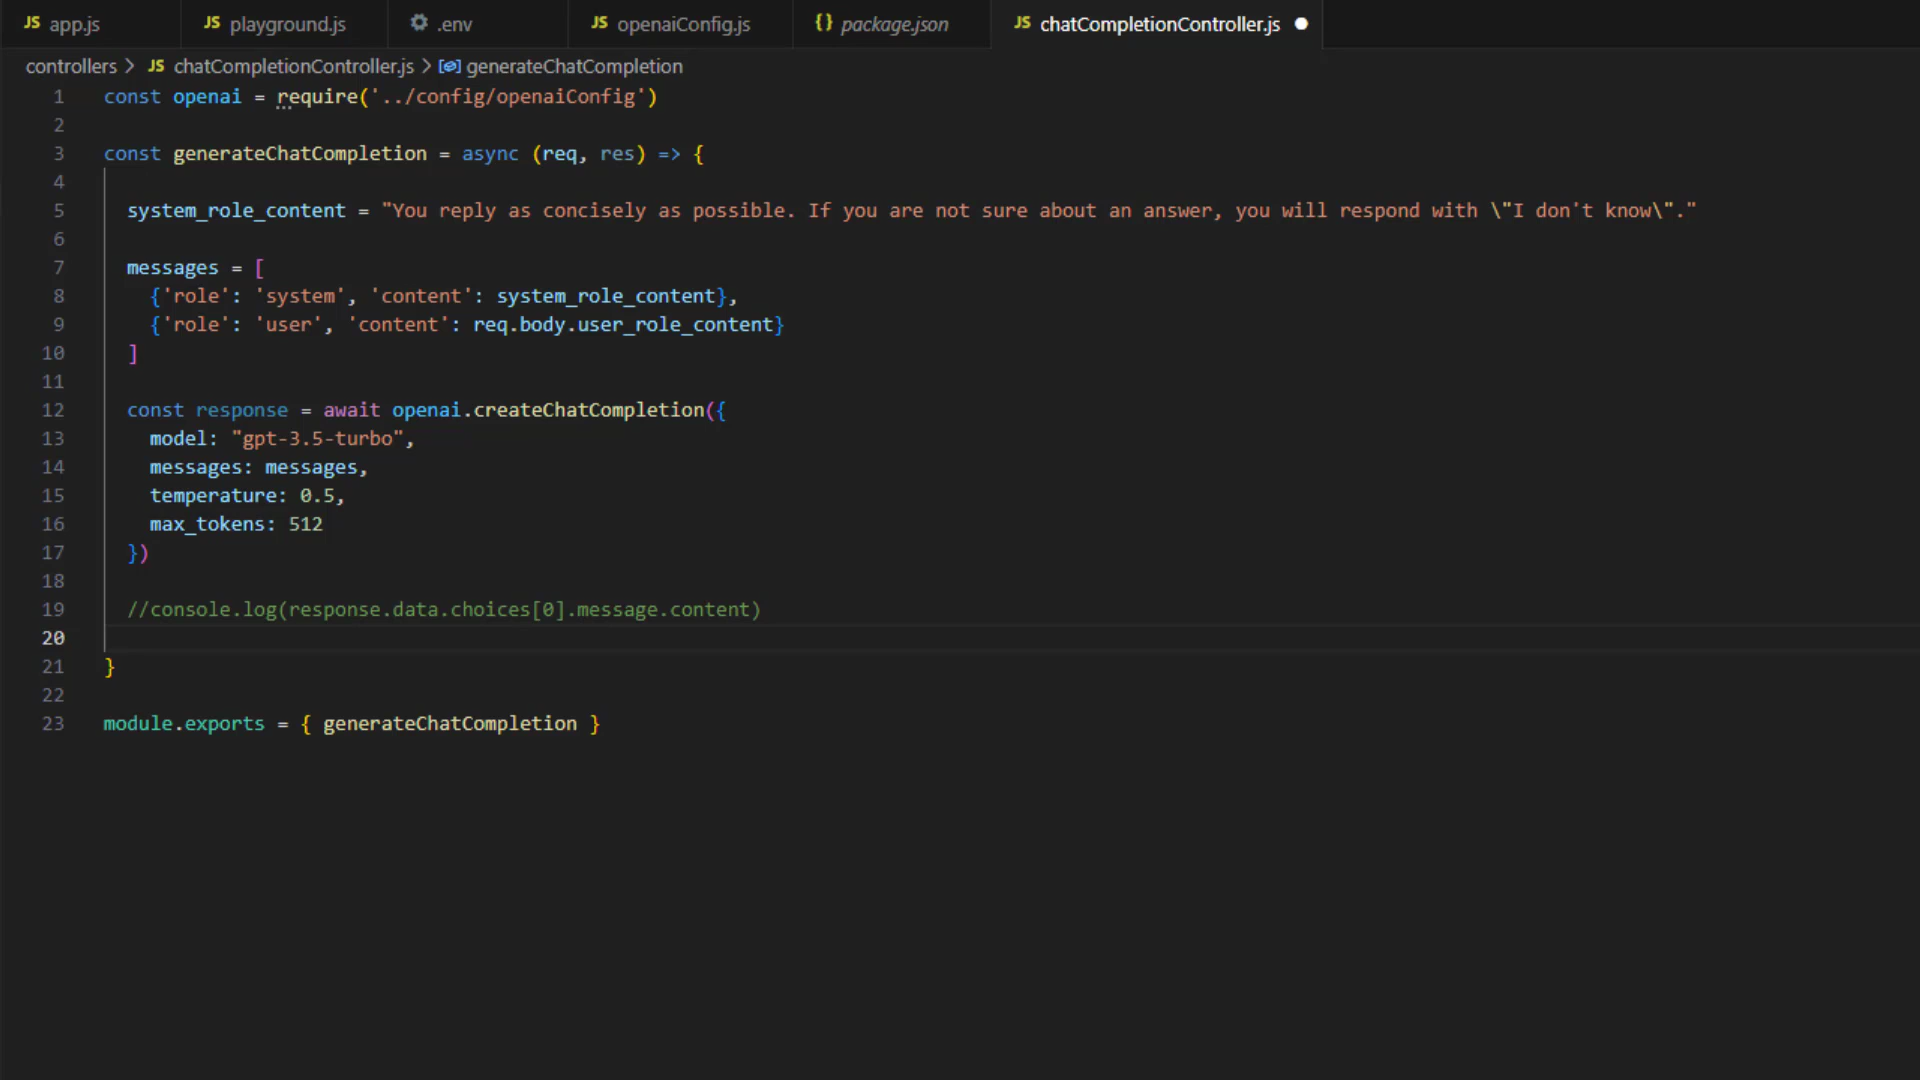 JS app.js JS playground.js .env JS openaiConfig.js {} package.json JS chatCompletionController.js
controllers > JS chatCompletionController.js > generateChatCompletion
1 const openai = require('../config/openaiConfig')
2
3 const generateChatCompletion = async (req, res) => {
4
5 system_role_content = "You reply as concisely as possible. If you are not sure about an answer, you will respond with \"I don't know\"."
6
7 messages = [
8 {'role': 'system', 'content': system_role_content},
9 {'role': 'user', 'content': req.body.user_role_content}
10 ]
11
12 const response = await openai.createChatCompletion({
13 model: "gpt-3.5-turbo",
14 messages: messages,
15 temperature: 0.5,
16 max_tokens: 512
17 })
18
19 //console.log(response.data.choices[0].message.content)
20
21 }
22
23 module.exports = { generateChatCompletion }